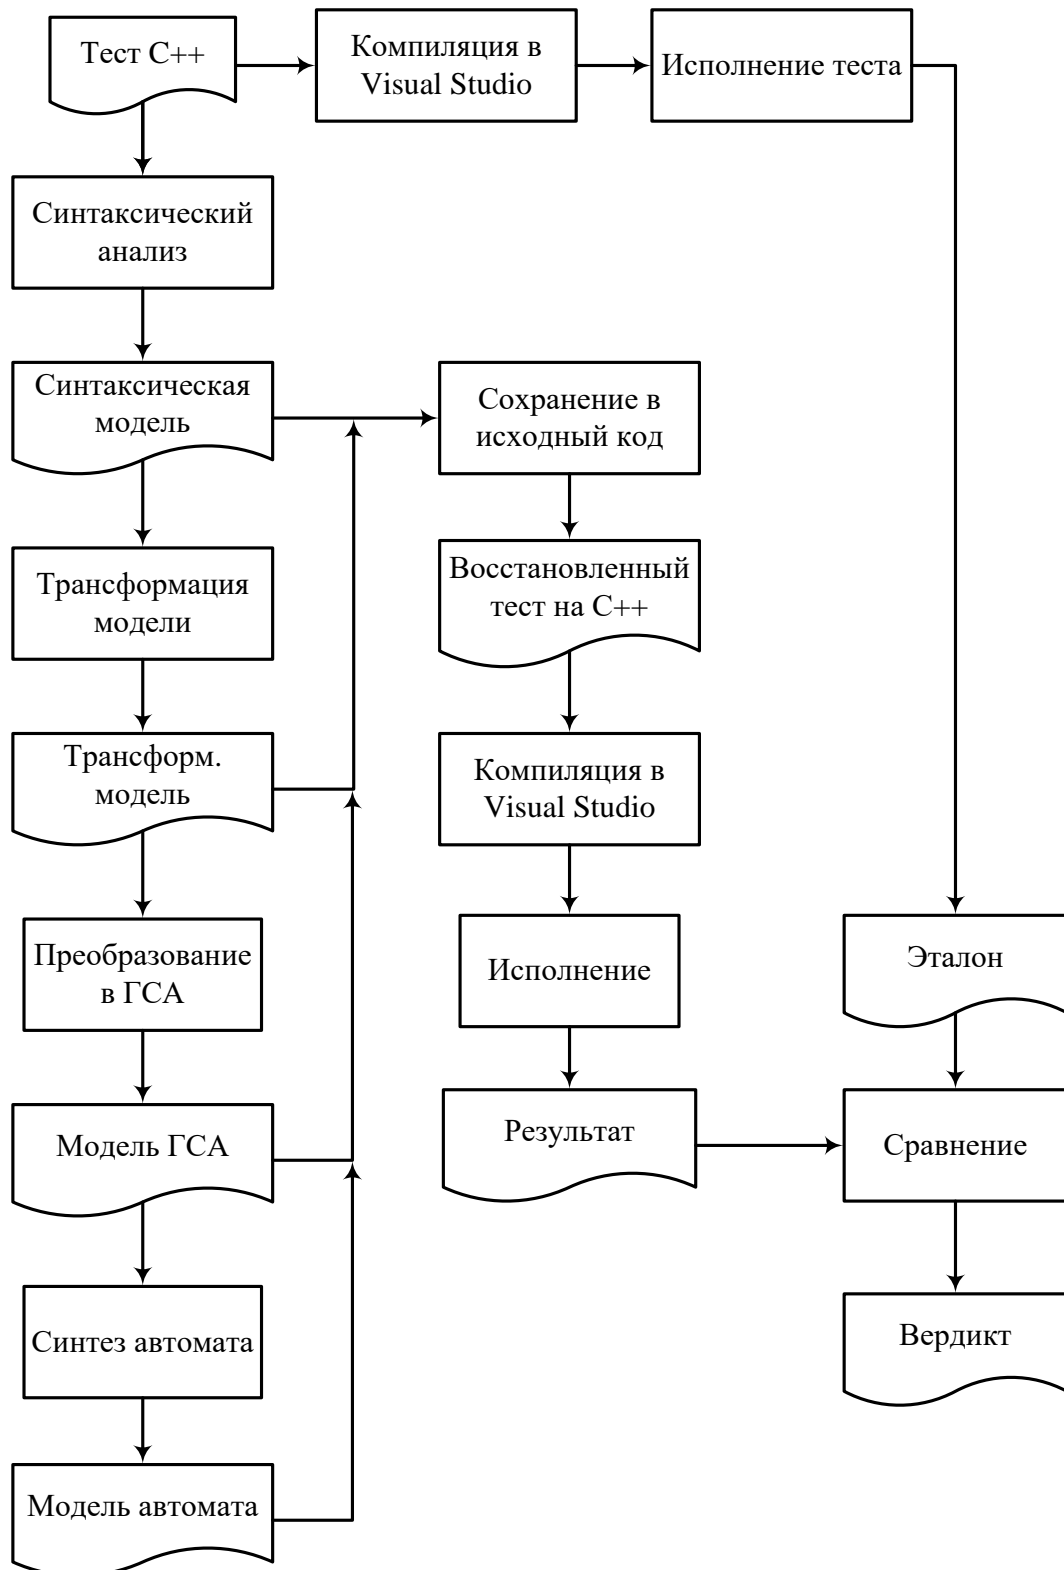 Тест C++
Компиляция в
Visual Studio
Исполнение теста
Синтаксический
анализ
Синтаксическая
модель
Сохранение в
исходный код
Трансформация
модели
Восстановленный
тест на C++
Трансформ.
модель
Компиляция в
Visual Studio
Преобразование
в ГСА
Исполнение
Эталон
Модель ГСА
Результат
Сравнение
Синтез автомата
Вердикт
Модель автомата